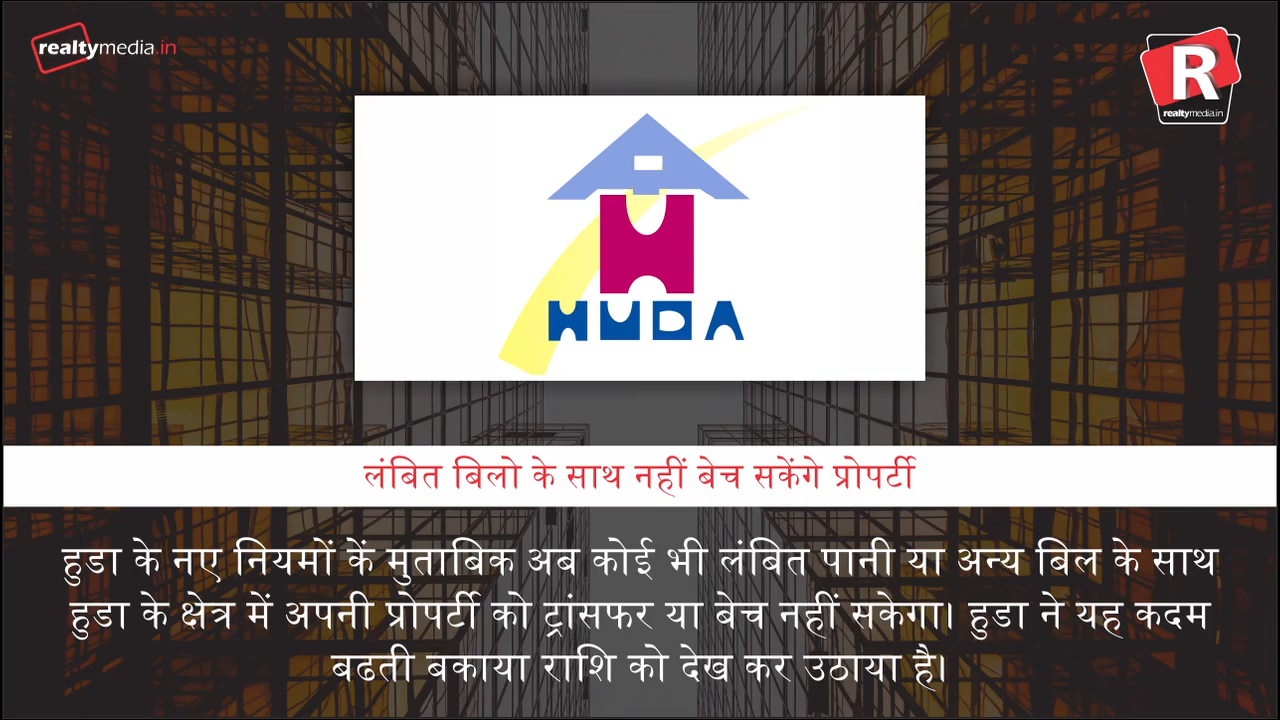 realtymedia.in
R
realtymedia.in
HUDA
लंबित बिलो के साथ नहीं बेच सकेंगे प्रोपर्टी
हुडा के नए नियमों कें मुताबिक अब कोई भी लंबित पानी या अन्य बिल के साथ
हुडा के क्षेत्र में अपनी प्रोपर्टी को ट्रांसफर या बेच नहीं सकेगा। हुडा ने यह कदम
बढती बकाया राशि को देख कर उठाया है।